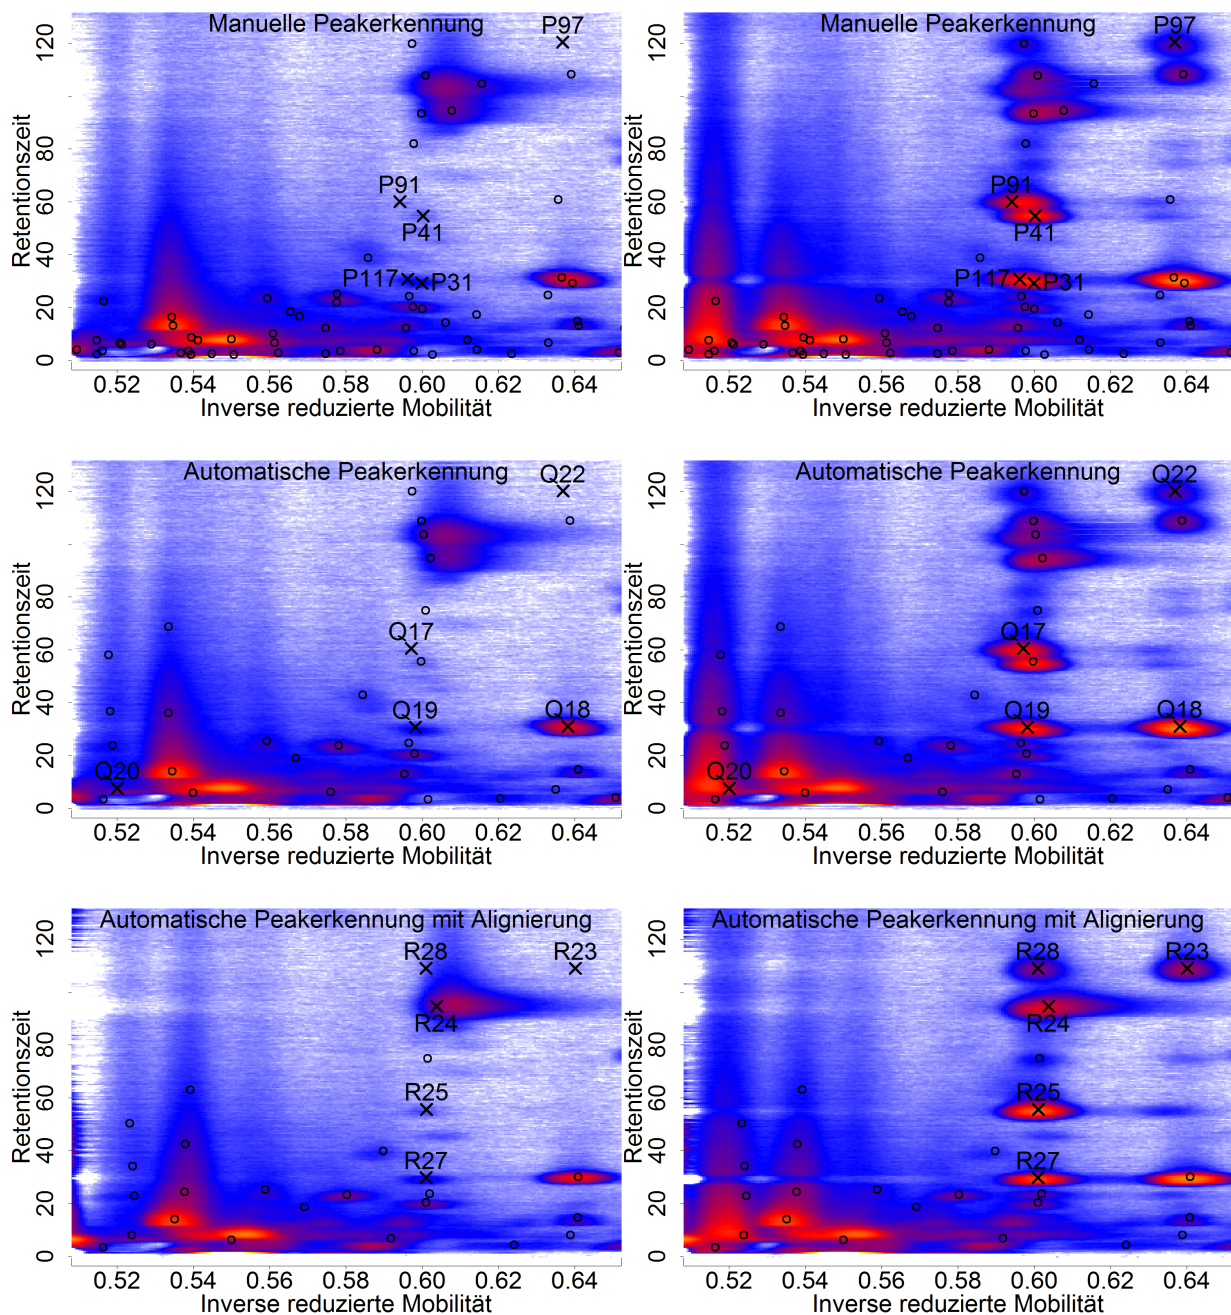 Manuelle Peakerkennung
P97
P91
P41
P117
P31
Retentionszeit
0 20 40 60 80 120
0.52 0.54 0.56 0.58 0.60 0.62 0.64
Inverse reduzierte Mobilität
Manuelle Peakerkennung
P97
P91
P41
P117
P31
Retentionszeit
0 20 40 60 80 120
0.52 0.54 0.56 0.58 0.60 0.62 0.64
Inverse reduzierte Mobilität
Automatische Peakerkennung
Q22
Q17
Q19
Q18
Q20
Retentionszeit
0 20 40 60 80 120
0.52 0.54 0.56 0.58 0.60 0.62 0.64
Inverse reduzierte Mobilität
Automatische Peakerkennung
Q22
Q17
Q19
Q18
Q20
Retentionszeit
0 20 40 60 80 120
0.52 0.54 0.56 0.58 0.60 0.62 0.64
Inverse reduzierte Mobilität
Automatische Peakerkennung mit Alignierung
R28
R23
R24
R25
R27
Retentionszeit
0 20 40 60 80 120
0.52 0.54 0.56 0.58 0.60 0.62 0.64
Inverse reduzierte Mobilität
Automatische Peakerkennung mit Alignierung
R28
R23
R24
R25
R27
Retentionszeit
0 20 40 60 80 120
0.52 0.54 0.56 0.58 0.60 0.62 0.64
Inverse reduzierte Mobilität